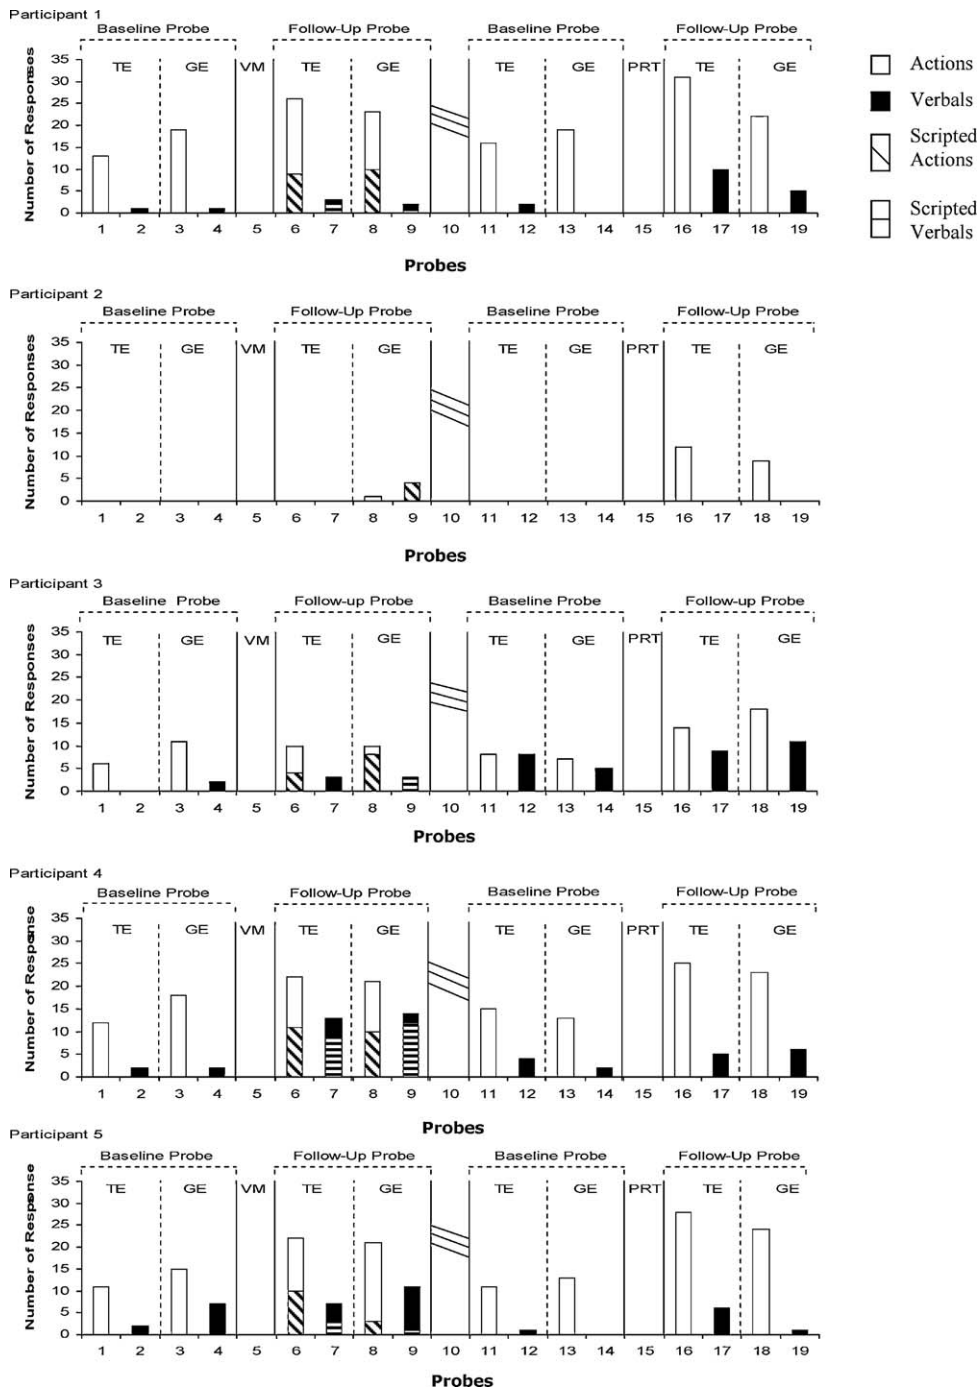 Participant 1
Baseline Probe Follow-Up Probe Baseline Probe Follow-Up Probe
TE GE VM TE GE TE GE PRT TE GE
Number of Responses
35
30
25
20
15
10
5
0
1 2 3 4 5 6 7 8 9 10 11 12 13 14 15 16 17 18 19
Probes
Actions
Verbals
Scripted
Actions
Scripted
Verbals
Participant 2
Baseline Probe Follow-Up Probe Baseline Probe Follow-Up Probe
TE GE VM TE GE TE GE PRT TE GE
Number of Responses
35
30
25
20
15
10
5
0
1 2 3 4 5 6 7 8 9 10 11 12 13 14 15 16 17 18 19
Probes
Participant 3
Baseline Probe Follow-up Probe Baseline Probe Follow-up Probe
TE GE VM TE GE TE GE PRT TE GE
Number of Responses
35
30
25
20
15
10
5
0
1 2 3 4 5 6 7 8 9 10 11 12 13 14 15 16 17 18 19
Probes
Participant 4
Baseline Probe Follow-Up Probe Baseline Probe Follow-Up Probe
TE GE VM TE GE TE GE PRT TE GE
Number of Response
35
30
25
20
15
10
5
0
1 2 3 4 5 6 7 8 9 10 11 12 13 14 15 16 17 18 19
Probes
Participant 5
Baseline Probe Follow-Up Probe Baseline Probe Follow-Up Probe
TE GE VM TE GE TE GE PRT TE GE
Number of Response
35
30
25
20
15
10
5
0
1 2 3 4 5 6 7 8 9 10 11 12 13 14 15 16 17 18 19
Probes